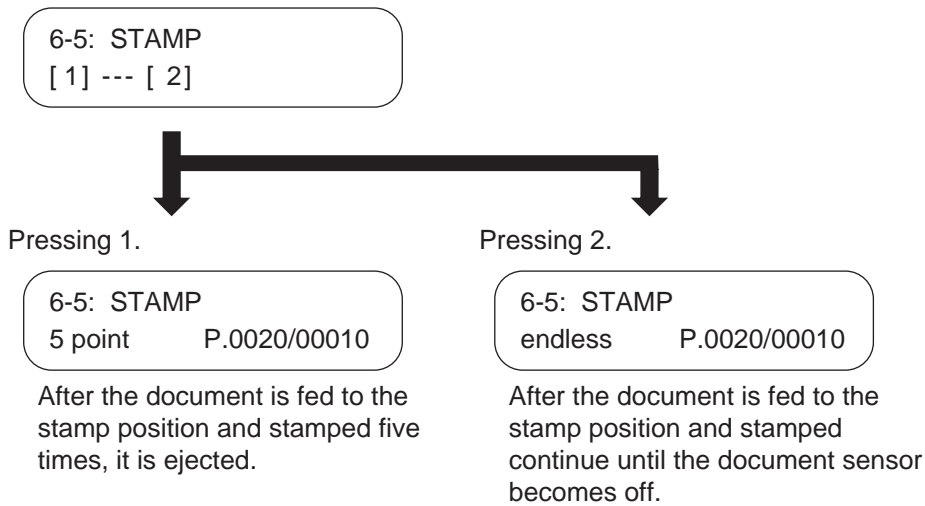 6-5: STAMP
[ 1] --- [ 2]
Pressing 1.
6-5: STAMP
5 point P.0020/00010
After the document is fed to the
stamp position and stamped five
times, it is ejected.
Pressing 2.
6-5: STAMP
endless P.0020/00010
After the document is fed to the
stamp position and stamped
continue until the document sensor
becomes off.